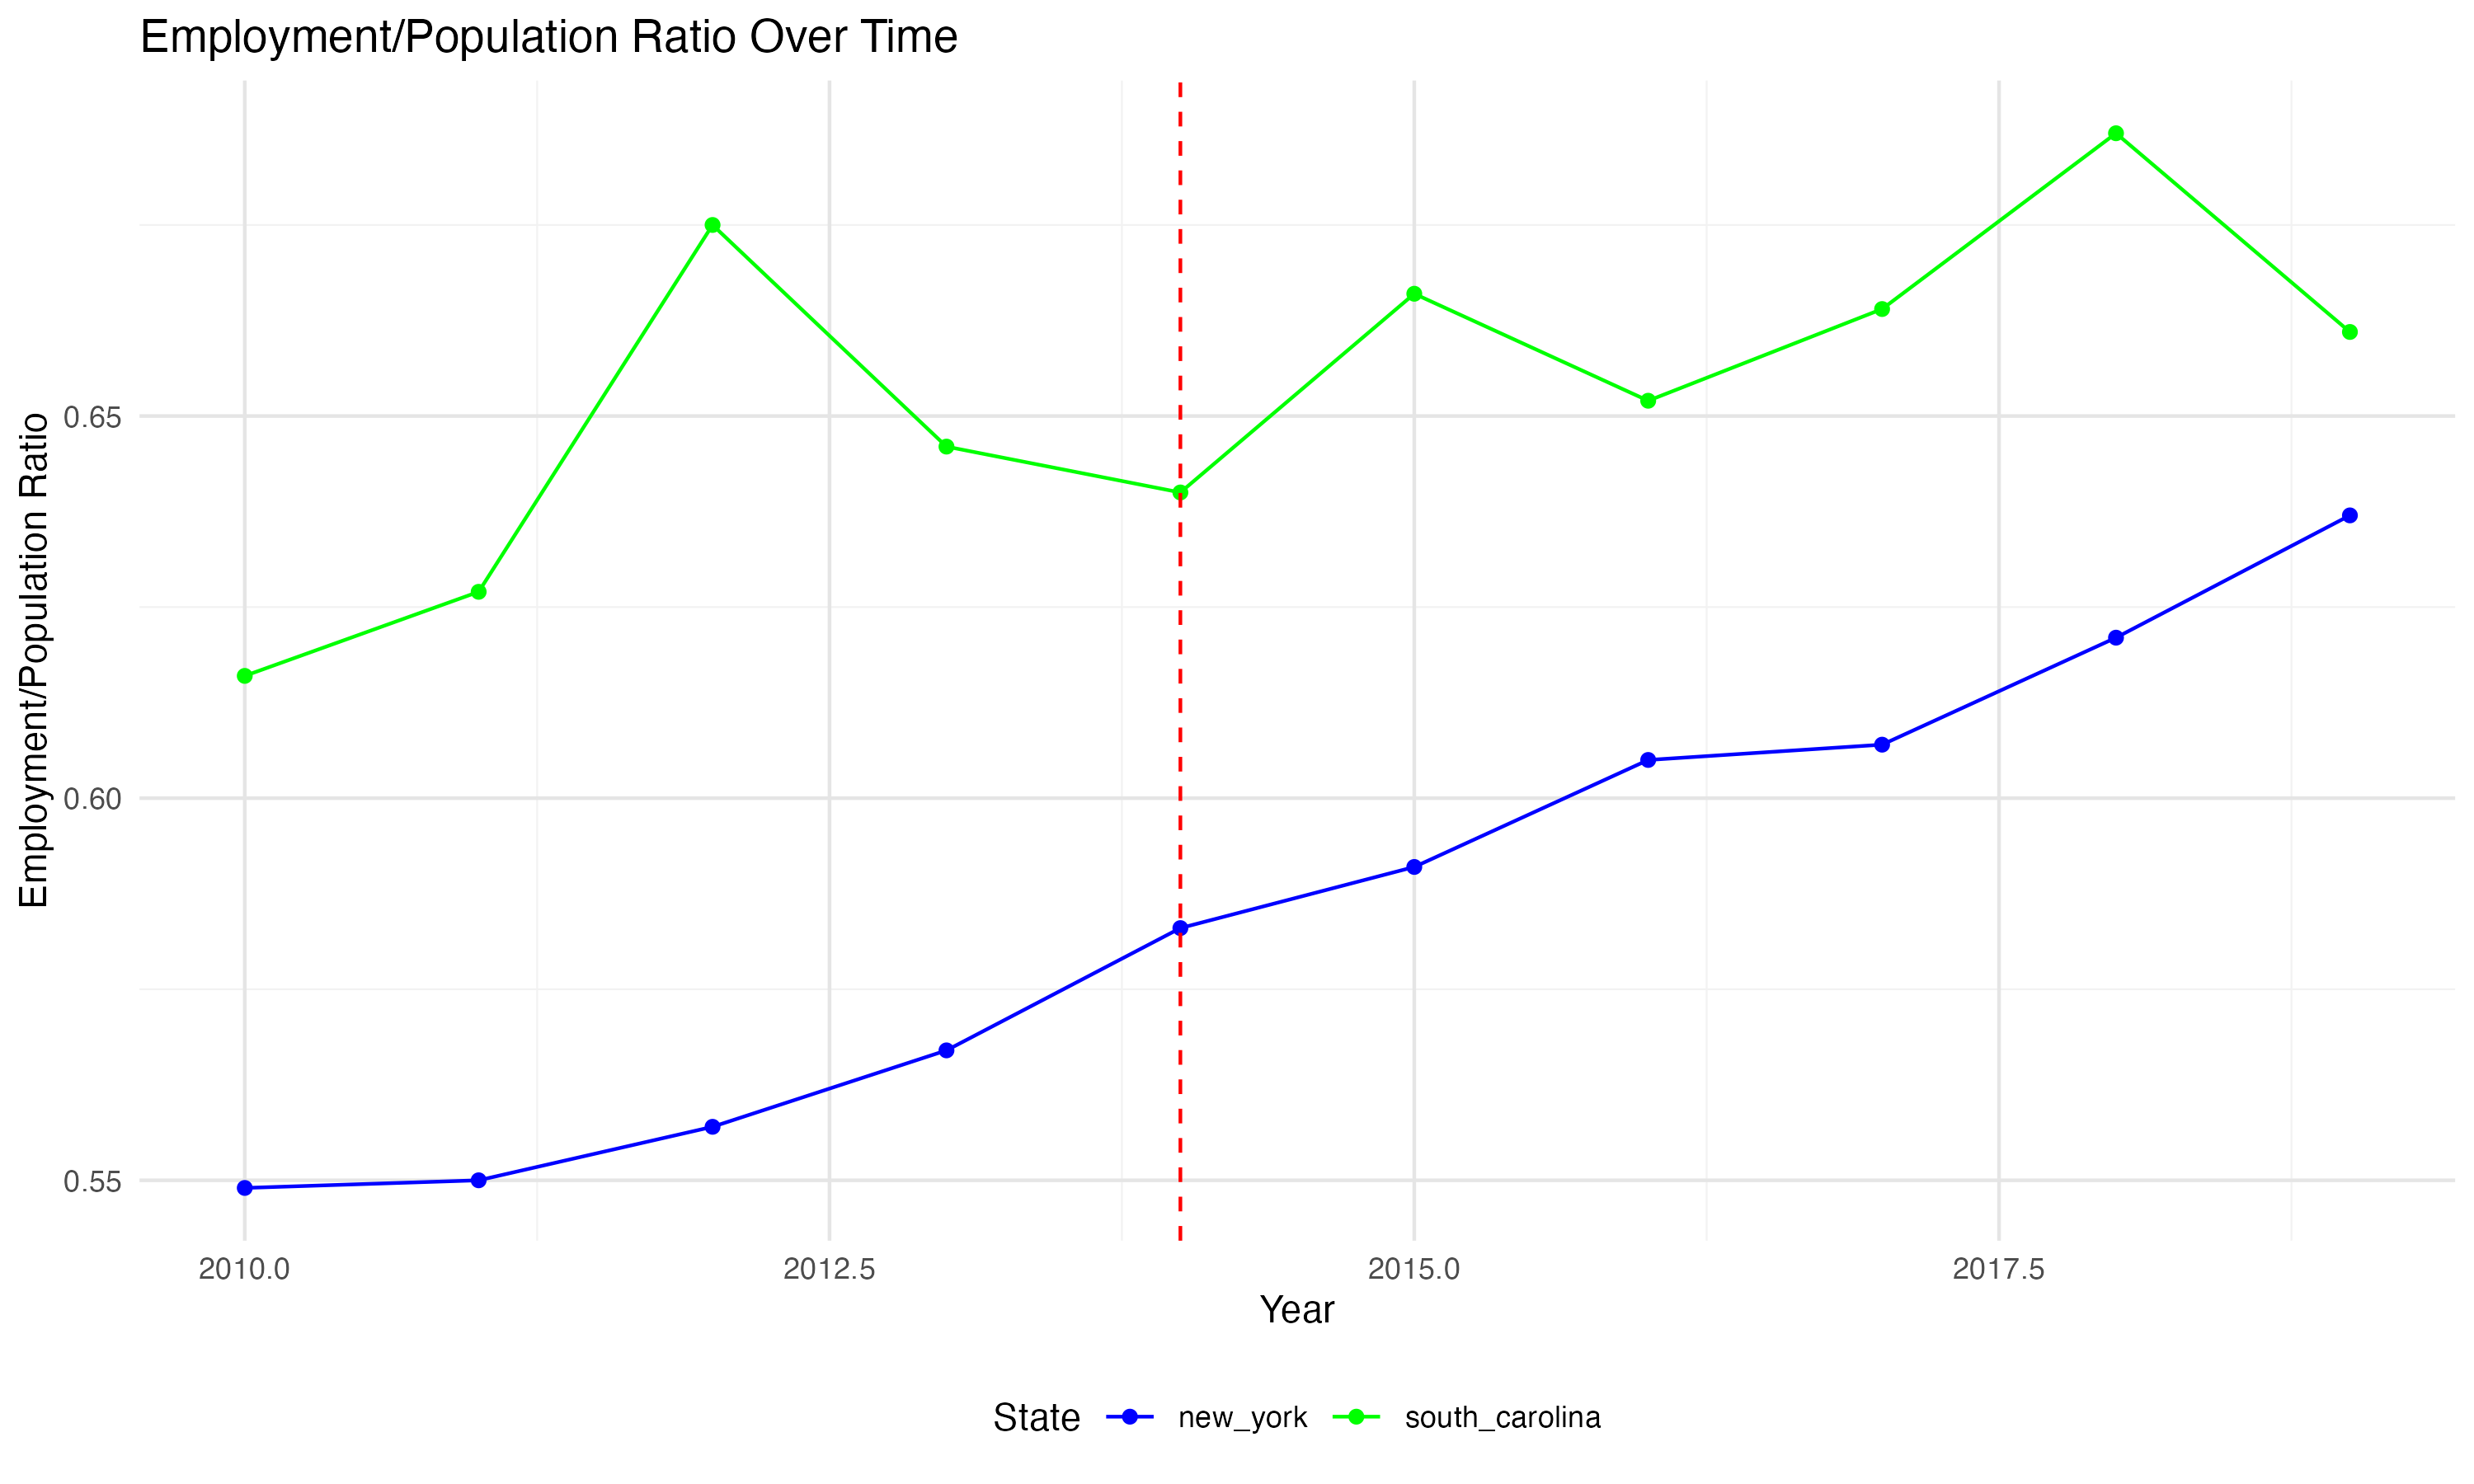 Employment/Population Ratio Over Time
Employment/Population Ratio
0.65
0.60
0.55
2010.0 2012.5 2015.0 2017.5
Year
State new_york south_carolina